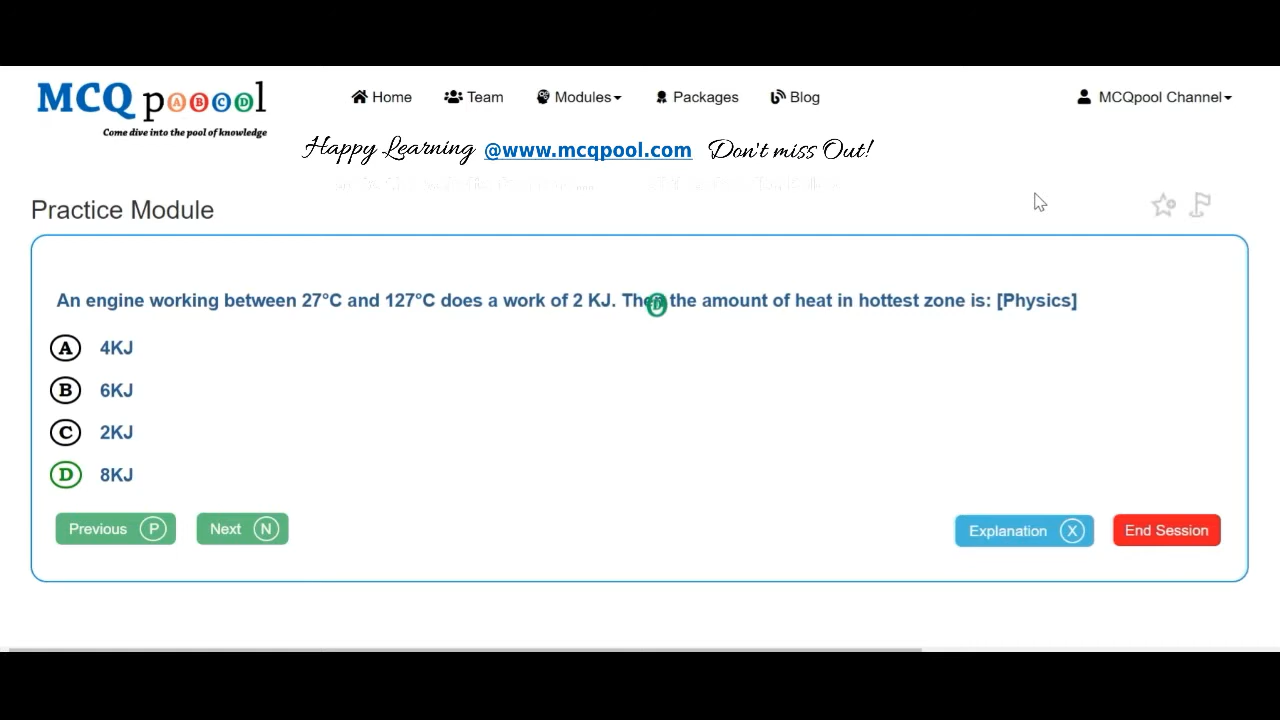 MCQ pABCDl
Come dive into the pool of knowledge
Home Team Modules Packages Blog MCQpool Channel
Happy Learning @www.mcqpool.com Don't miss Out!
Practice Module
An engine working between 27°C and 127°C does a work of 2 KJ. Then the amount of heat in hottest zone is: [Physics]
A 4KJ
B 6KJ
C 2KJ
D 8KJ
Previous P Next N Explanation X End Session